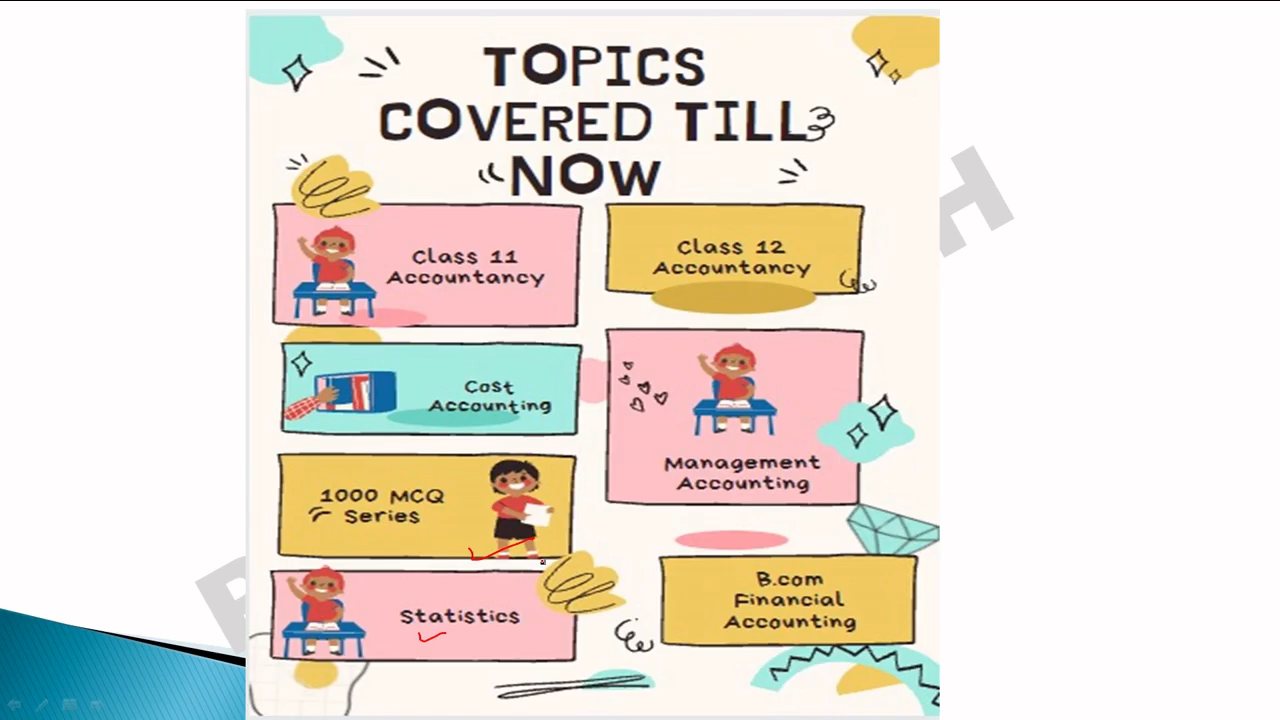 TOPICS
COVERED TILL
NOW
Class 11
Accountancy
Class 12
Accountancy
Cost
Accounting
Management
Accounting
1000 MCQ
Series
Statistics
B.com
Financial
Accounting